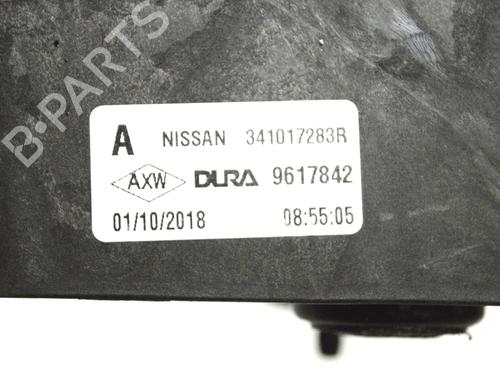 B-PARTS
A NISSAN 341017283R
AXW DURA 9617842
01/10/2018 08:55:05